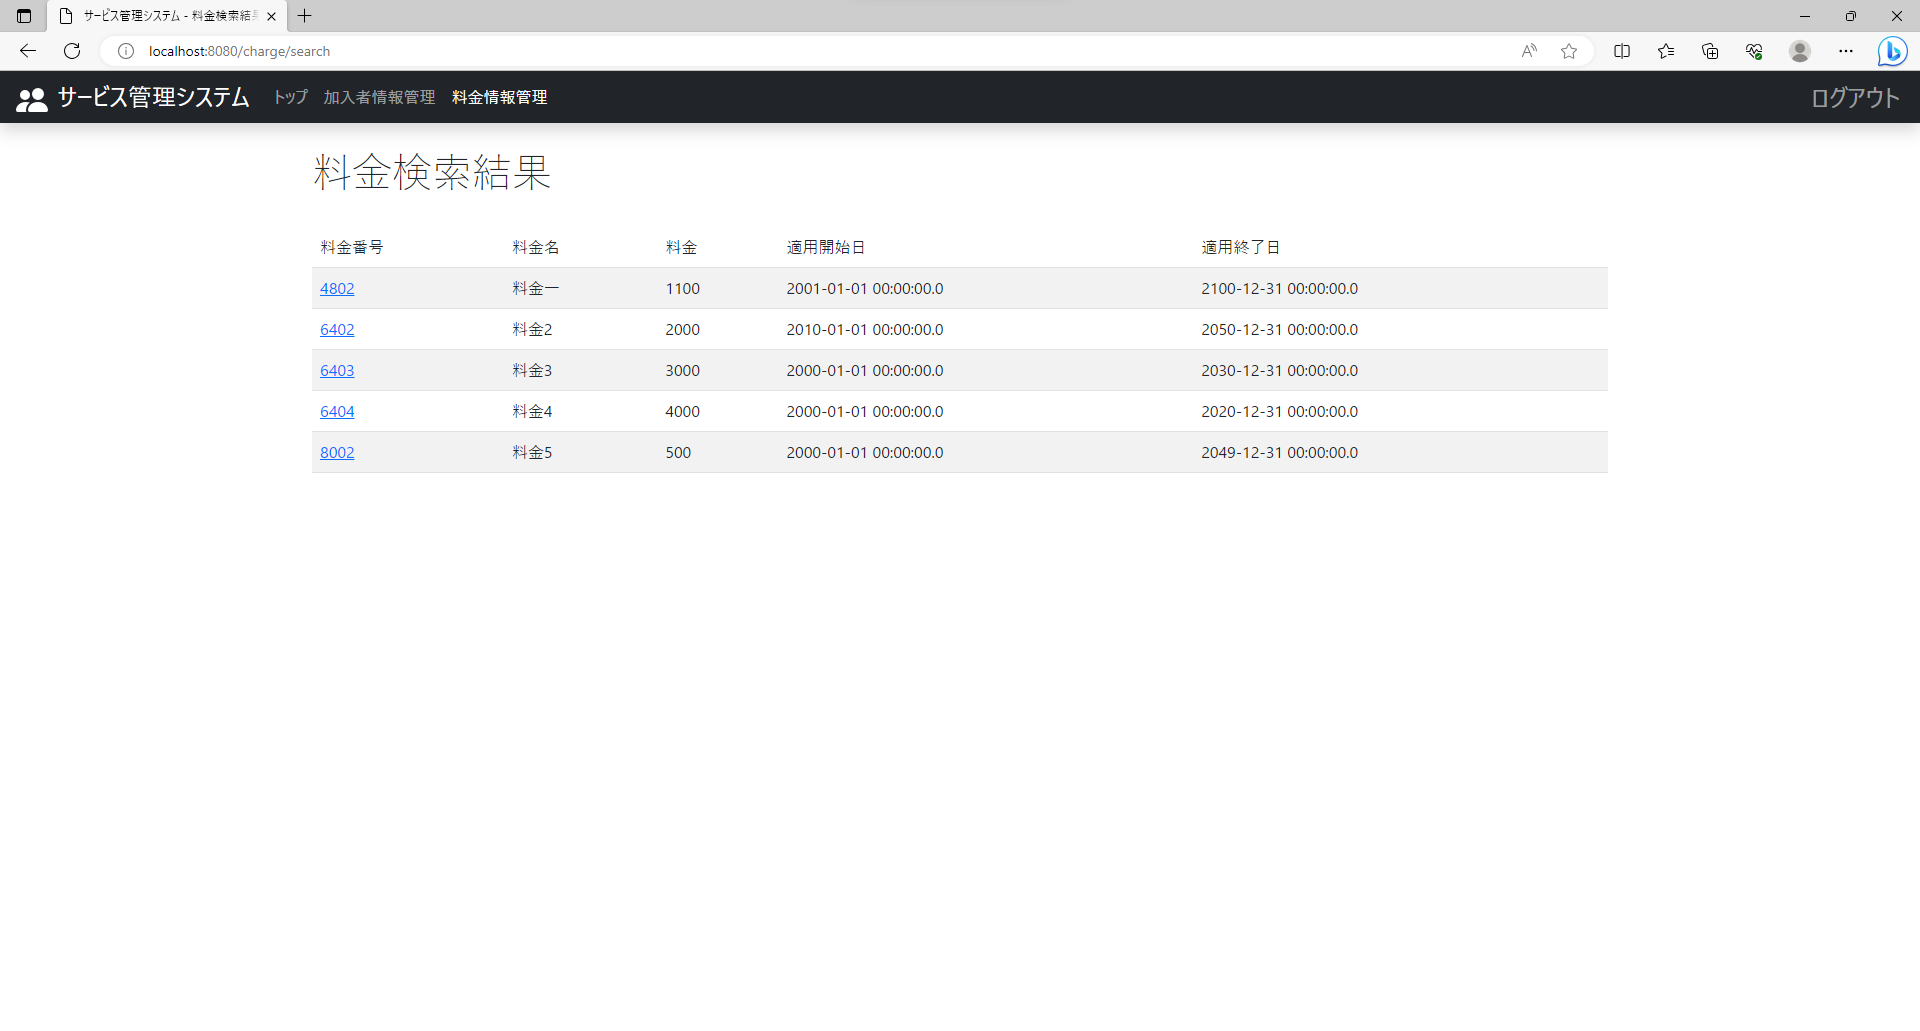 サービス管理システム - 料金検索結果
localhost:8080/charge/search
サービス管理システム トップ 加入者情報管理 料金情報管理 ログアウト
料金検索結果
料金番号 料金名 料金 適用開始日 適用終了日
4802 料金一 1100 2001-01-01 00:00:00.0 2100-12-31 00:00:00.0
6402 料金2 2000 2010-01-01 00:00:00.0 2050-12-31 00:00:00.0
6403 料金3 3000 2000-01-01 00:00:00.0 2030-12-31 00:00:00.0
6404 料金4 4000 2000-01-01 00:00:00.0 2020-12-31 00:00:00.0
8002 料金5 500 2000-01-01 00:00:00.0 2049-12-31 00:00:00.0